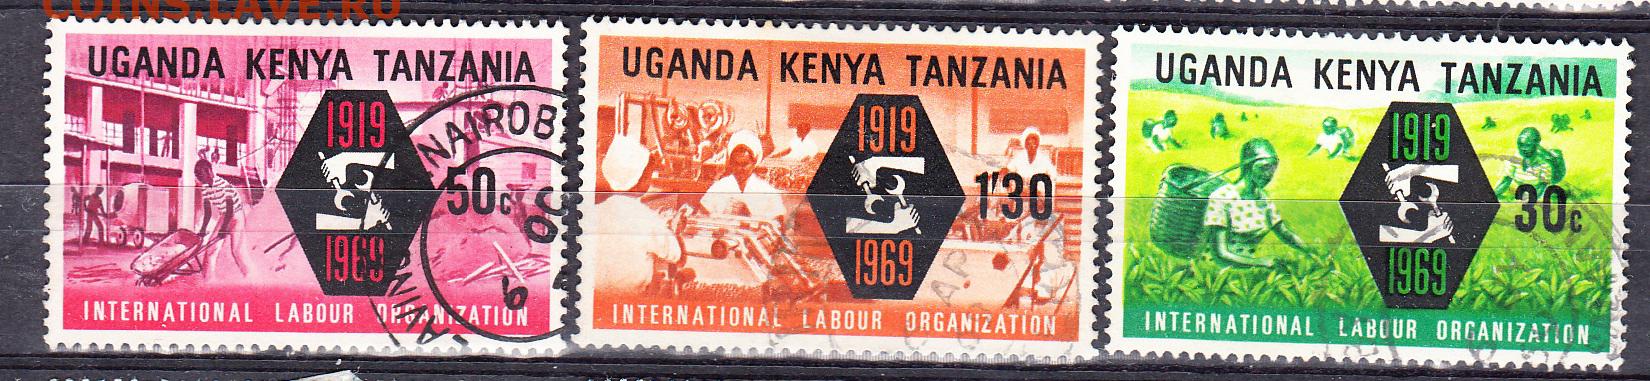 COINS.LAVE.RU
UGANDA KENYA TANZANIA
1919
NAIROB
50c
1969
INTERNATIONAL LABOUR ORGANIZATION
UGANDA KENYA TANZANIA
1919
1'30
1969
INTERNATIONAL LABOUR ORGANIZATION
UGANDA KENYA TANZANIA
1919
30c
1969
INTERNATIONAL LABOUR ORGANIZATION